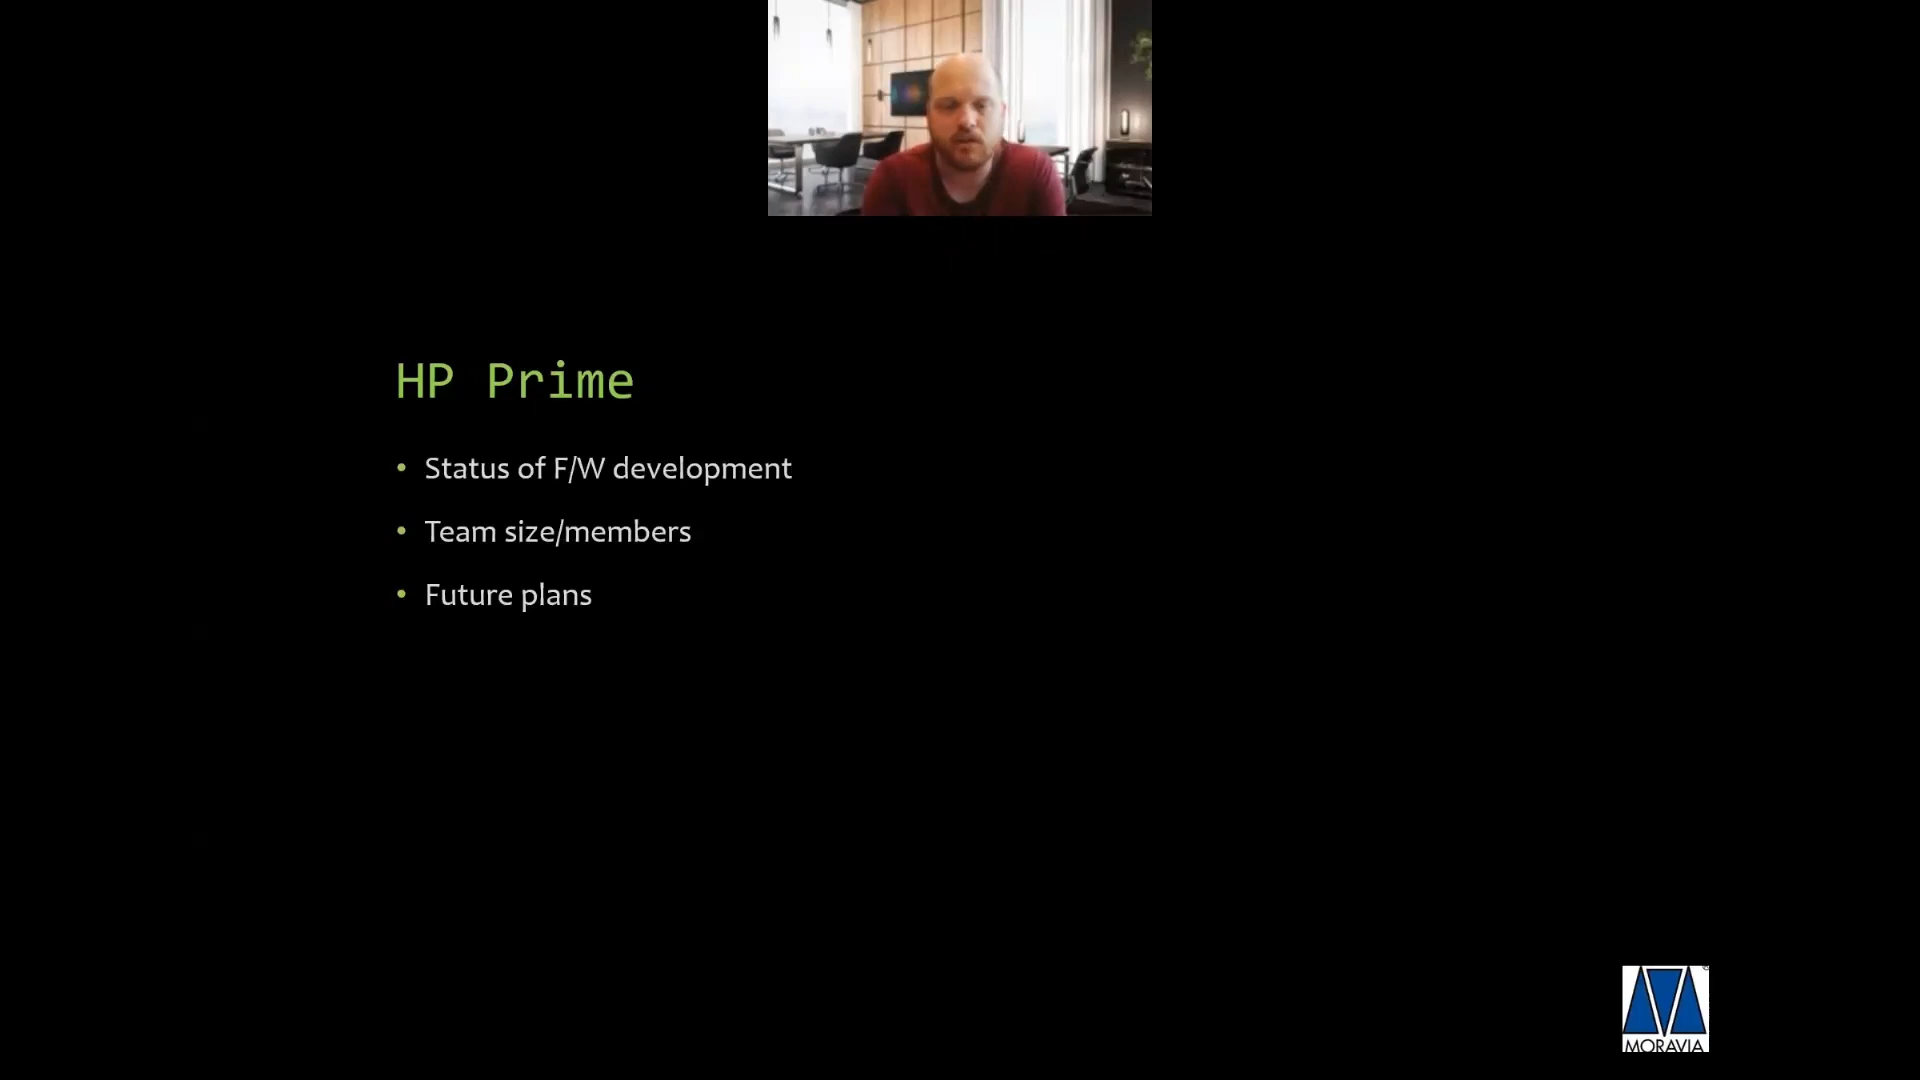 HP Prime
• Status of F/W development
• Team size/members
• Future plans
MORAVIA